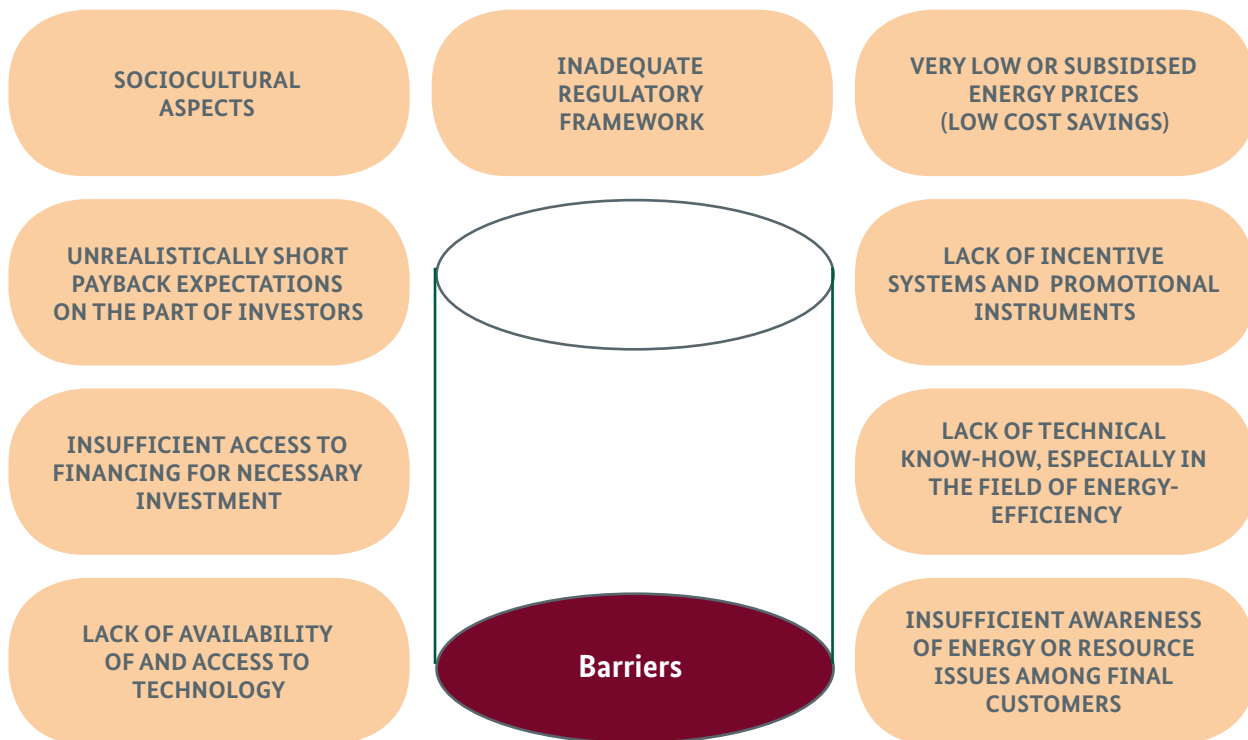 SOCIOCULTURAL
ASPECTS
INADEQUATE
REGULATORY
FRAMEWORK
VERY LOW OR SUBSIDISED
ENERGY PRICES
(LOW COST SAVINGS)
UNREALISTICALLY SHORT
PAYBACK EXPECTATIONS
ON THE PART OF INVESTORS
LACK OF INCENTIVE
SYSTEMS AND PROMOTIONAL
INSTRUMENTS
INSUFFICIENT ACCESS TO
FINANCING FOR NECESSARY
INVESTMENT
LACK OF TECHNICAL
KNOW-HOW, ESPECIALLY IN
THE FIELD OF ENERGY-
EFFICIENCY
LACK OF AVAILABILITY
OF AND ACCESS TO
TECHNOLOGY
Barriers
INSUFFICIENT AWARENESS
OF ENERGY OR RESOURCE
ISSUES AMONG FINAL
CUSTOMERS